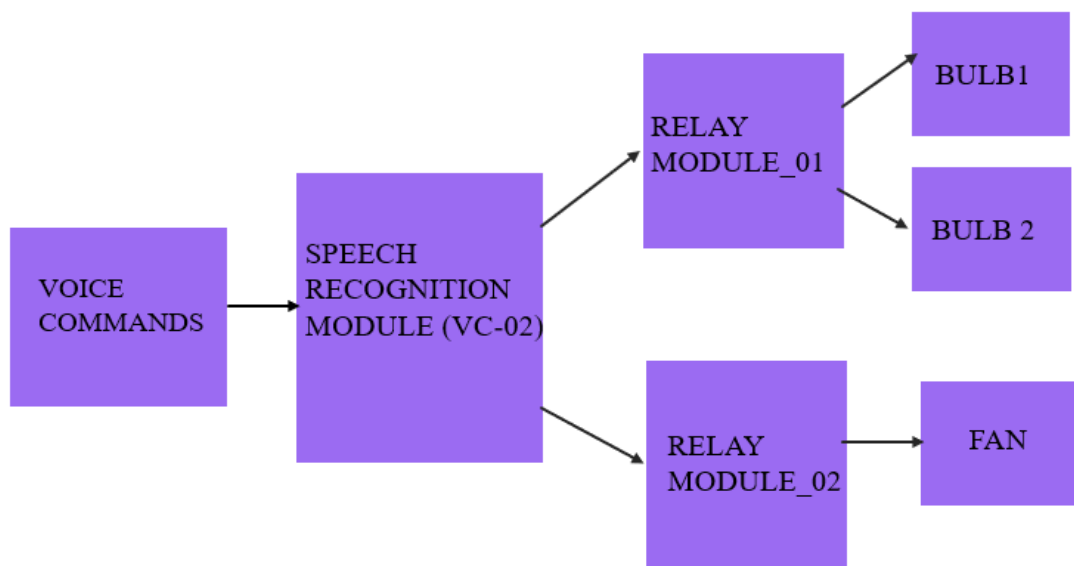 VOICE
COMMANDS
SPEECH
RECOGNITION
MODULE (VC-02)
RELAY
MODULE_01
BULB1
BULB 2
RELAY
MODULE_02
FAN